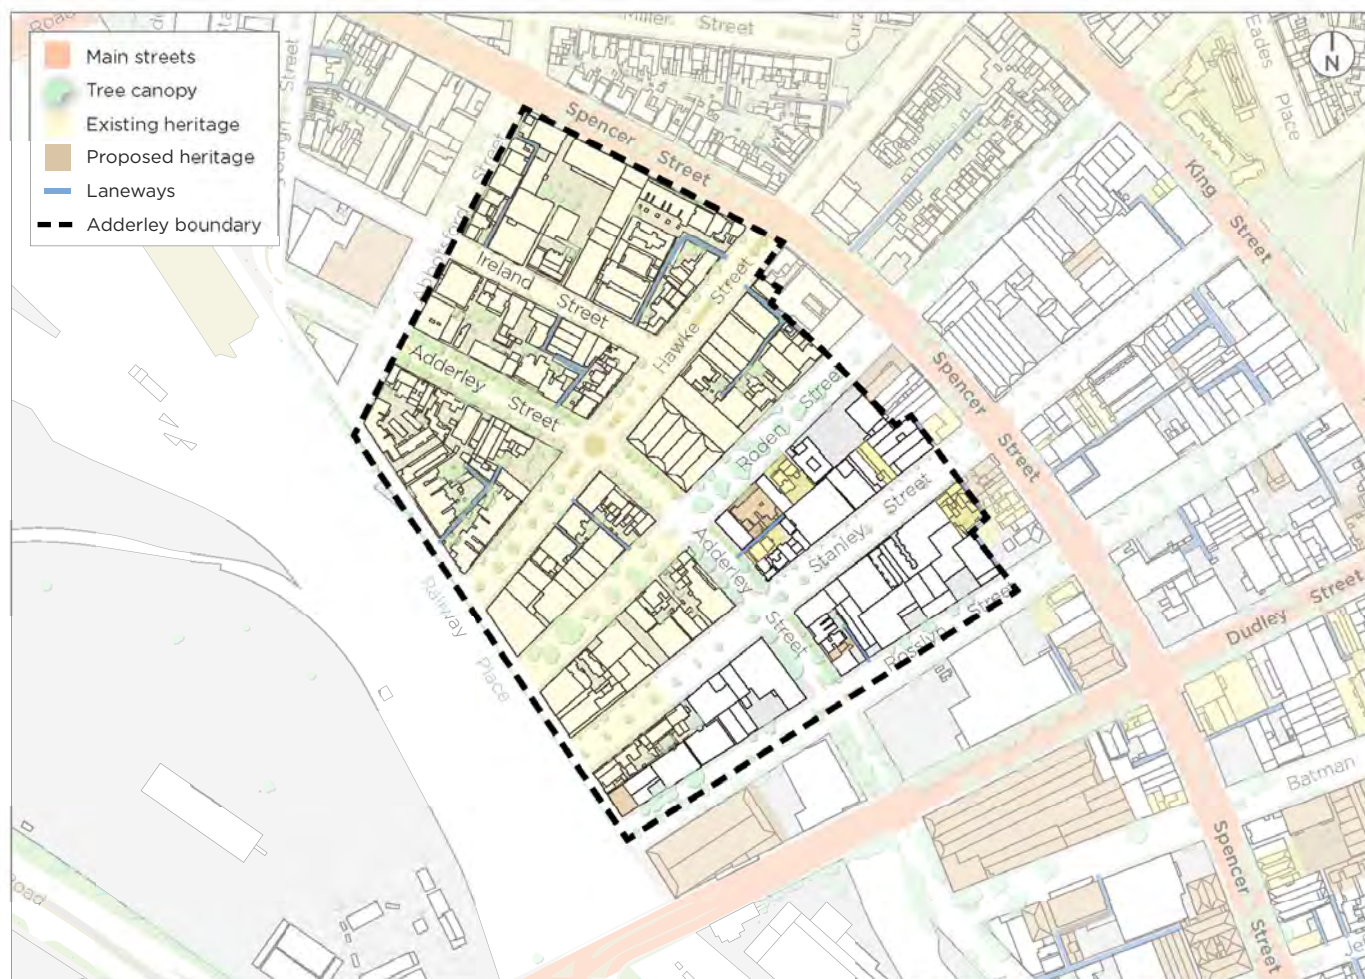 Main streets
Tree canopy
Existing heritage
Proposed heritage
Laneways
Adderley boundary
Road
Miller Street
Street
Eades
Place
N
Spencer Street
King Street
Street
Ireland Street
Street
Hawke
Adderley Street
Roden Street
Spencer Street
Stanley Street
Adderley Street
Rosslyn Street
Railway Place
Dudley Street
Batman
Spencer Street
Road